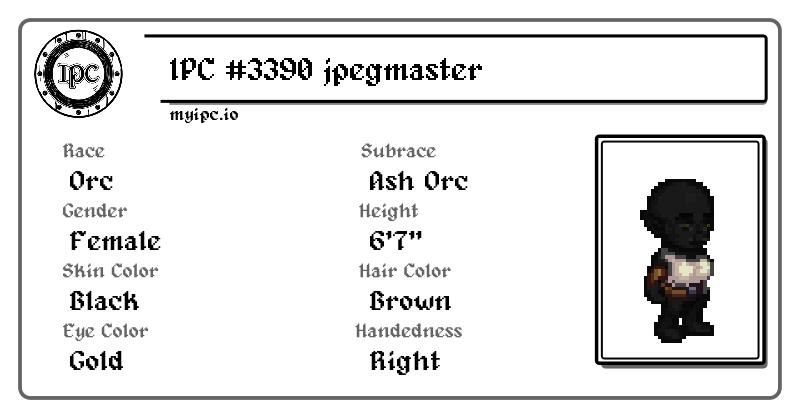 IPC
IPC #3390 jpegmaster
myipc.io
Race
Orc
Subrace
Ash Orc
Gender
Female
Height
6'7"
Skin Color
Black
Hair Color
Brown
Eye Color
Gold
Handedness
Right